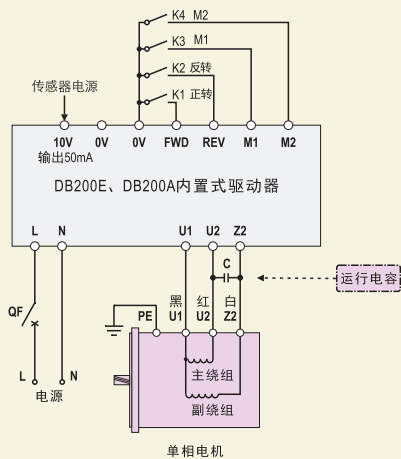 K4 M2
K3 M1
K2 反转
K1 正转
传感器电源
10V 0V 0V FWD REV M1 M2
输出50mA
DB200E、DB200A内置式驱动器
L N U1 U2 Z2
C
运行电容
QF
黑 红 白
PE U1 U2 Z2
L N
电源
主绕组
副绕组
单相电机